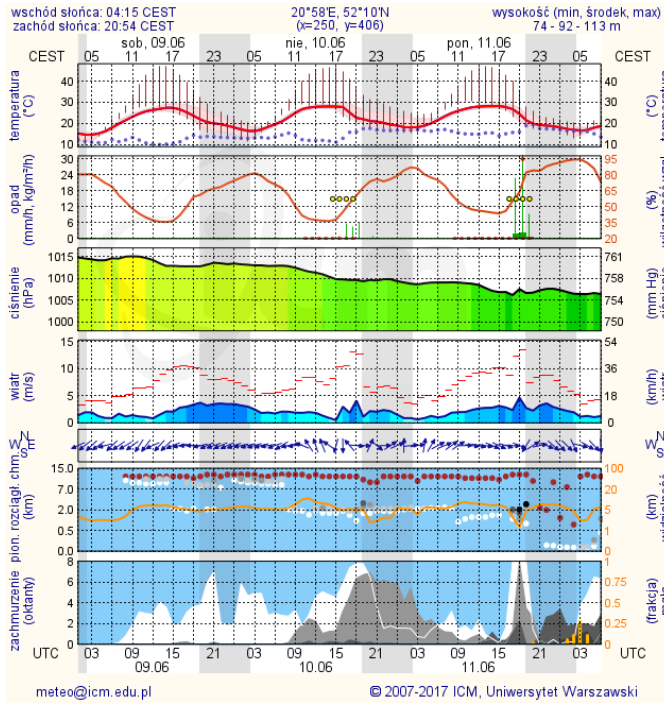 wschód słońca: 04:15 CEST 20°58'E, 52°10'N wysokość (min, środek, max)
zachód słońca: 20:54 CEST (x=250, y=406) 74 - 92 - 113 m
sob, 09.06 nie, 10.06 pon, 11.06
CEST 05 11 17 23 05 11 17 23 05 11 17 23 05 CEST
temperatura
(°C)
40
30
20
10
40
30
20
10
(°C)
opad
(mm/h, kg/m²/h)
30
24
18
12
6
0
95
80
65
50
35
20
(%)
ciśnienie
(hPa)
1015
1010
1005
1000
761
758
754
750
(mm Hg)
wiatr
(m/s)
15
10
5
0
54
36
18
0
(km/h)
N
W E
S
pion. rozciągł. chm.
(km)
15.0
7.0
2.0
0.5
0.0
100
20
5
1
0
(km)
zachmurzenie
(oktanty)
8
6
4
2
0
1
0.75
0.5
0.25
0
(frakcja)
UTC 03 09 15 21 03 09 15 21 03 09 15 21 03 UTC
09.06 10.06 11.06
meteo@icm.edu.pl © 2007-2017 ICM, Uniwersytet Warszawski